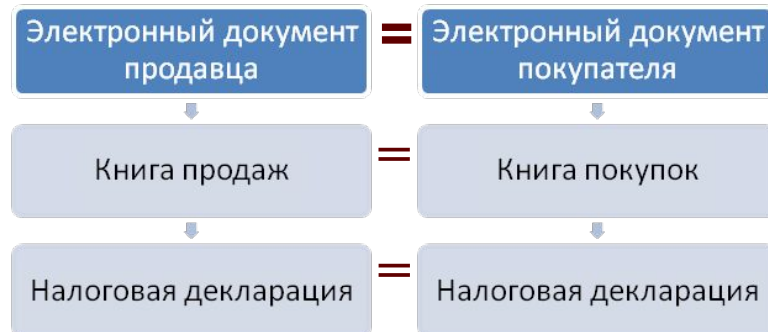 Электронный документ
продавца
=
Электронный документ
покупателя
Книга продаж
=
Книга покупок
Налоговая декларация
=
Налоговая декларация